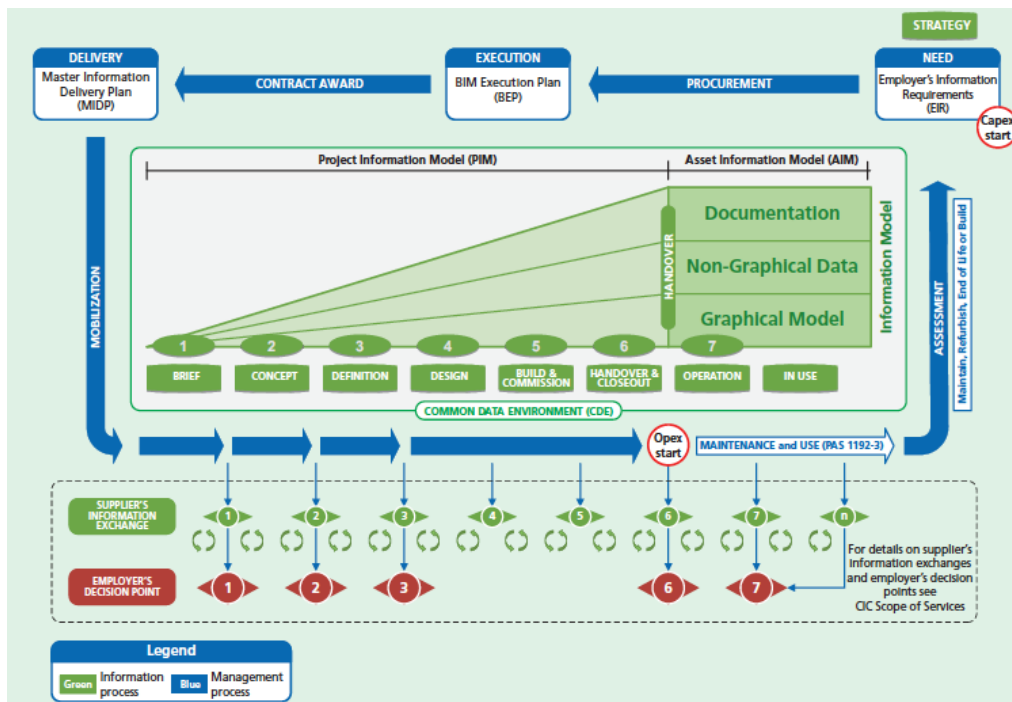 STRATEGY
DELIVERY
Master Information
Delivery Plan
(MIDP)
CONTRACT AWARD
EXECUTION
BIM Execution Plan
(BEP)
PROCUREMENT
NEED
Employer's Information
Requirements
(EIR)
Capex
start
Project Information Model (PIM)
Asset Information Model (AIM)
Documentation
Non-Graphical Data
Graphical Model
HANDOVER
Information Model
MOBILIZATION
ASSESSMENT
Maintain, Refurbish, End of Life or Build
1
2
3
4
5
6
7
BRIEF
CONCEPT
DEFINITION
DESIGN
BUILD &
COMMISSION
HANDOVER &
CLOSEOUT
OPERATION
IN USE
COMMON DATA ENVIRONMENT (CDE)
Opex
start
MAINTENANCE and USE (PAS 1192-3)
SUPPLIER'S
INFORMATION
EXCHANGE
1
2
3
4
5
6
7
n
EMPLOYER'S
DECISION POINT
1
2
3
6
7
For details on supplier's
information exchanges
and employer's decision
points see
CIC Scope of Services
Legend
Green
Information
process
Blue
Management
process